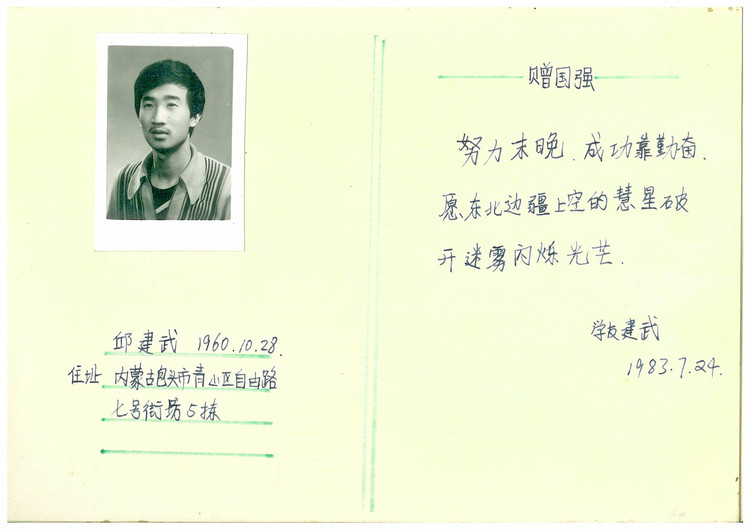 邱建武 1960.10.28.
住址 内蒙古包头市青山区自由路
七号街坊5栋
赠国强
努力未晚.成功靠勤奋.
愿东北边疆上空的慧星破
开迷雾闪烁光芒.
学友建武
1983.7.24.